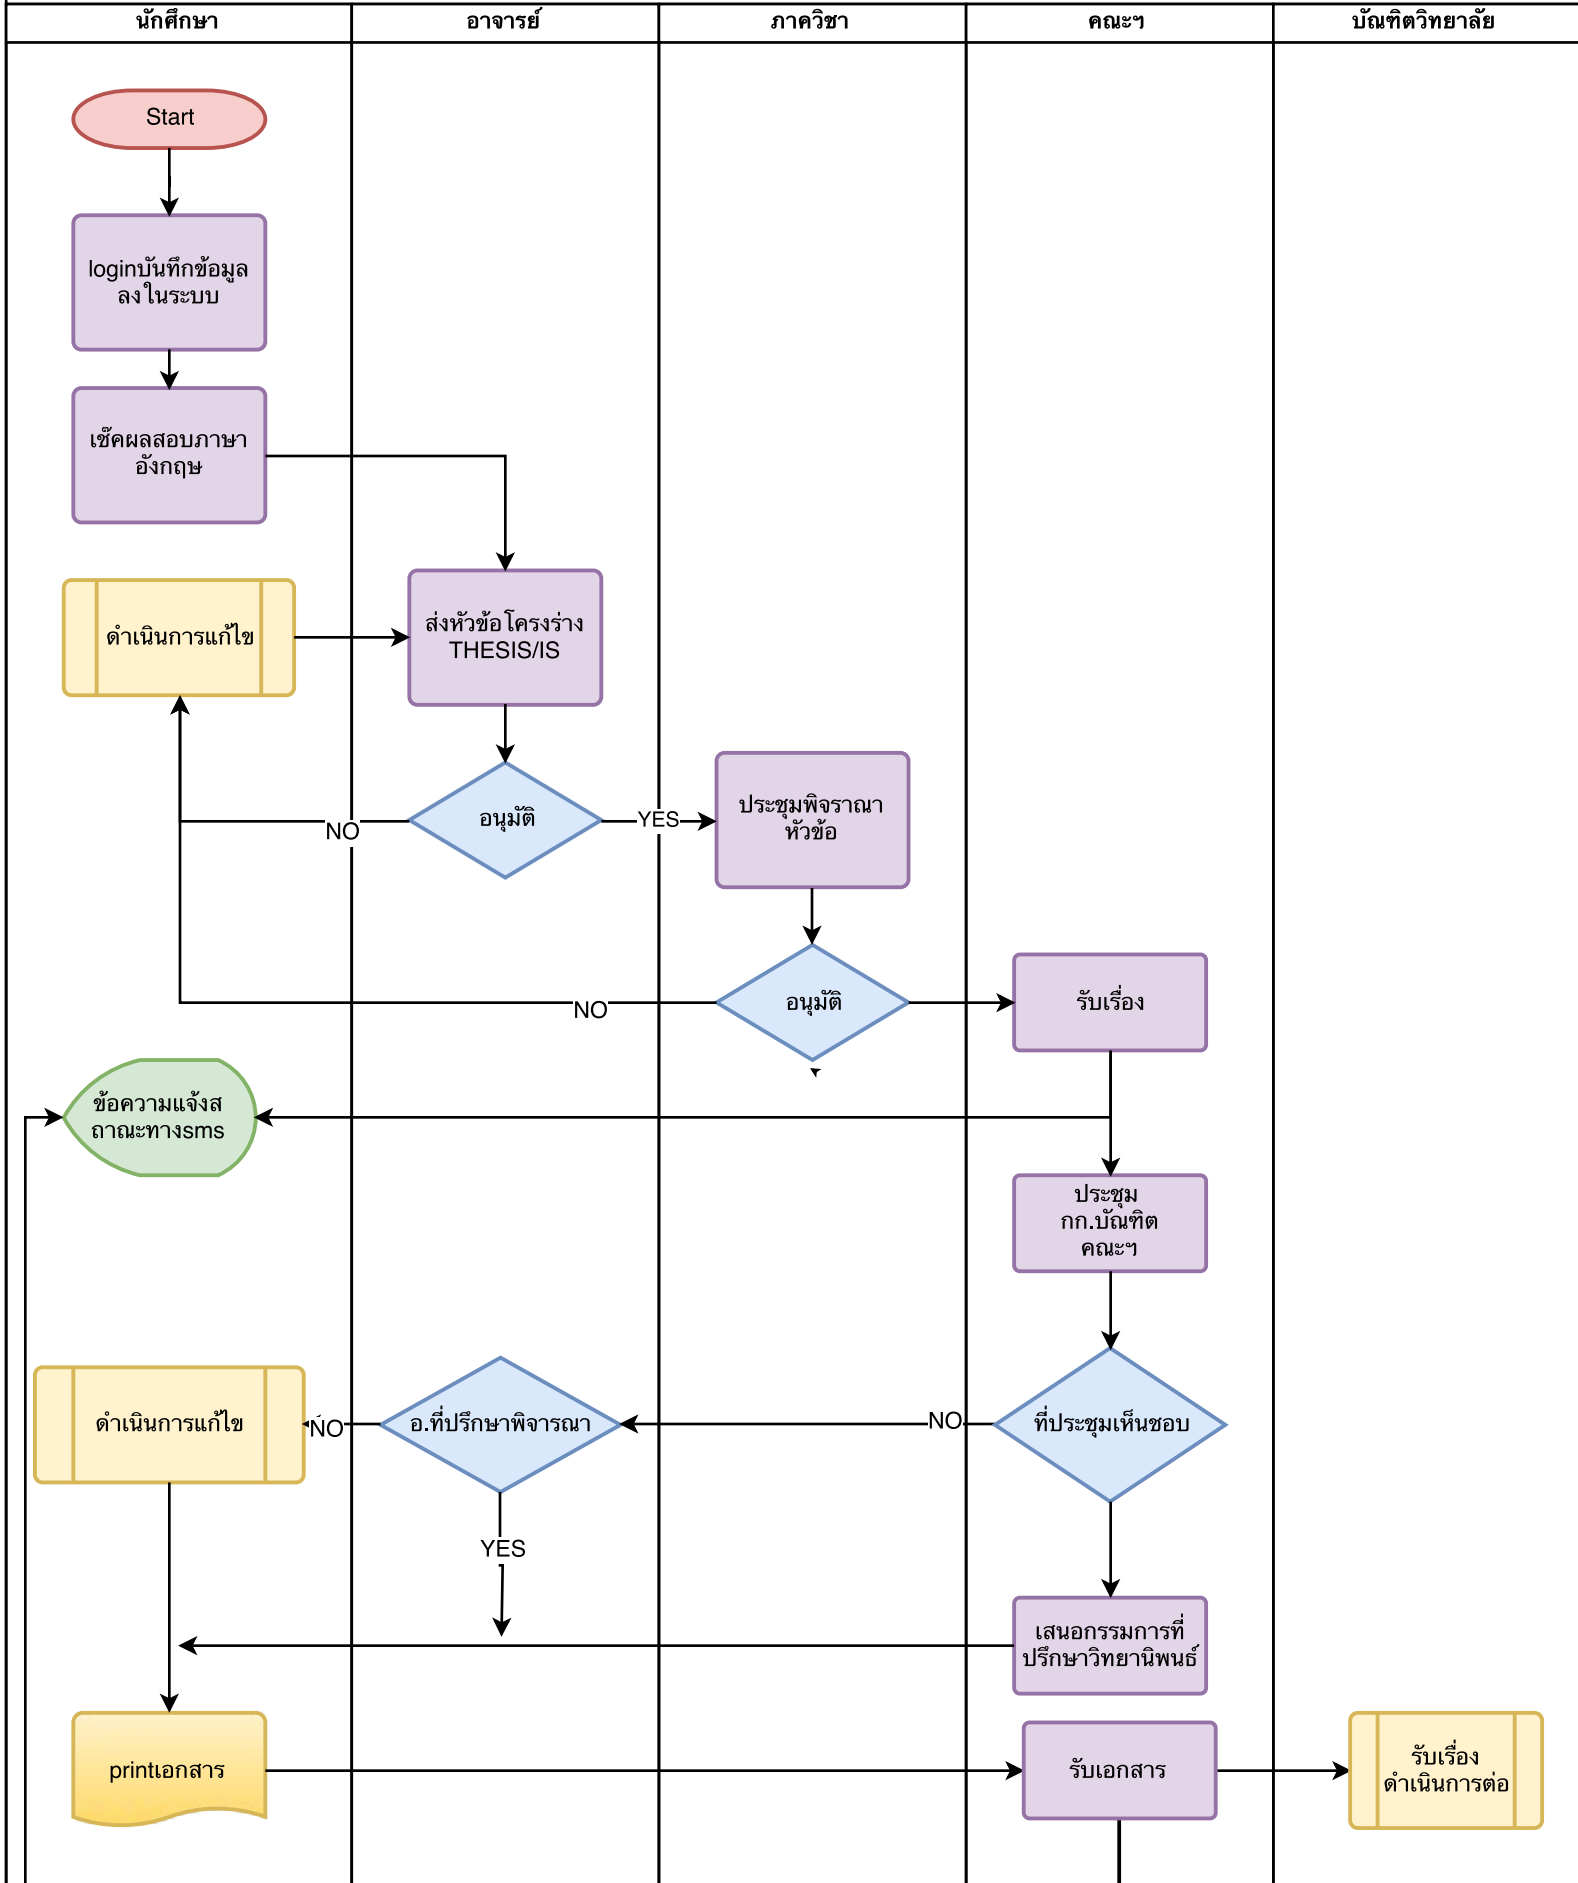 นักศึกษา
อาจารย์
ภาควิชา
คณะฯ
บัณฑิตวิทยาลัย
Start
loginบันทึกข้อมูล
ลงในระบบ
เช๊คผลสอบภาษา
อังกฤษ
ดำเนินการแก้ไข
ส่งหัวข้อโครงร่าง
THESIS/IS
NO
อนุมัติ
YES
ประชุมพิจราณา
หัวข้อ
NO
อนุมัติ
รับเรื่อง
ข้อความแจ้งส
ถาณะทางsms
ประชุม
กก.บัณฑิต
คณะฯ
ดำเนินการแก้ไข
NO
อ.ที่ปรึกษาพิจารณา
NO
ที่ประชุมเห็นชอบ
YES
เสนอกรรมการที่
ปรึกษาวิทยานิพนธ์
printเอกสาร
รับเอกสาร
รับเรื่อง
ดำเนินการต่อ